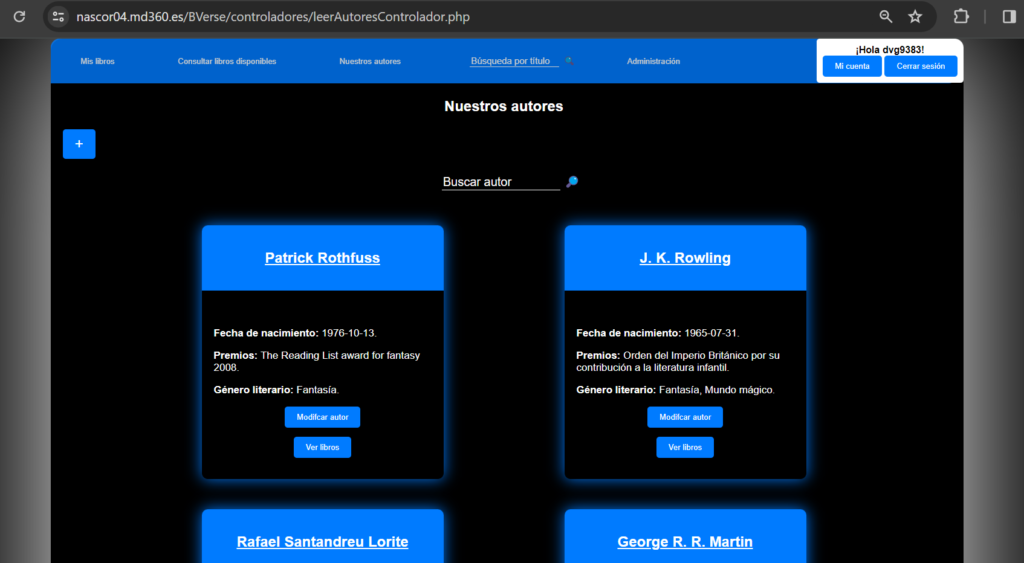 nascor04.md360.es/BVerse/controladores/leerAutoresControlador.php
Mis libros
Consultar libros disponibles
Nuestros autores
Búsqueda por título
Administración
¡Hola dvg9383!
Mi cuenta
Cerrar sesión
Nuestros autores
+
Buscar autor
Patrick Rothfuss
Fecha de nacimiento: 1976-10-13.
Premios: The Reading List award for fantasy
2008.
Género literario: Fantasía.
Modifcar autor
Ver libros
J. K. Rowling
Fecha de nacimiento: 1965-07-31.
Premios: Orden del Imperio Británico por su
contribución a la literatura infantil.
Género literario: Fantasía, Mundo mágico.
Modifcar autor
Ver libros
Rafael Santandreu Lorite
George R. R. Martin